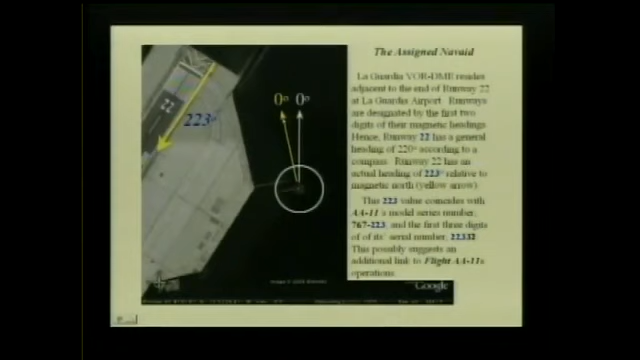 The Assigned Navaid
La Guardia VOR-DME resides
adjacent to the end of Runway 22
at La Guardia Airport. Runways
are designated by the first two
digits of their magnetic headings
Hence, Runway 22 has a general
heading of 220° according to a
compass. Runway 22 has an
actual heading of 223° relative to
magnetic north (yellow arrow)
This 223 value coincides with
AA-11's model series number,
767-223, and the first three digits
of of its' serial number, 22332
This possibly suggests an
additional link to Flight AA-11's
operations
0° 0°
22
223°
Google